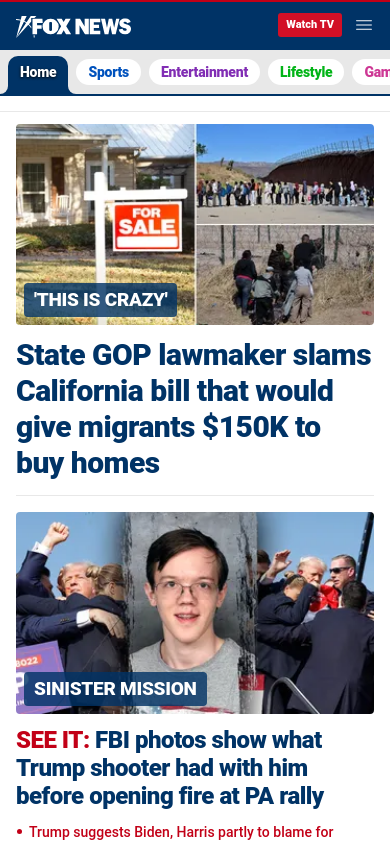 FOX NEWS
Watch TV
Home
Sports
Entertainment
Lifestyle
Gam
FOR
SALE
'THIS IS CRAZY'
State GOP lawmaker slams
California bill that would
give migrants $150K to
buy homes
BO22
SINISTER MISSION
SEE IT: FBI photos show what
Trump shooter had with him
before opening fire at PA rally
• Trump suggests Biden, Harris partly to blame for